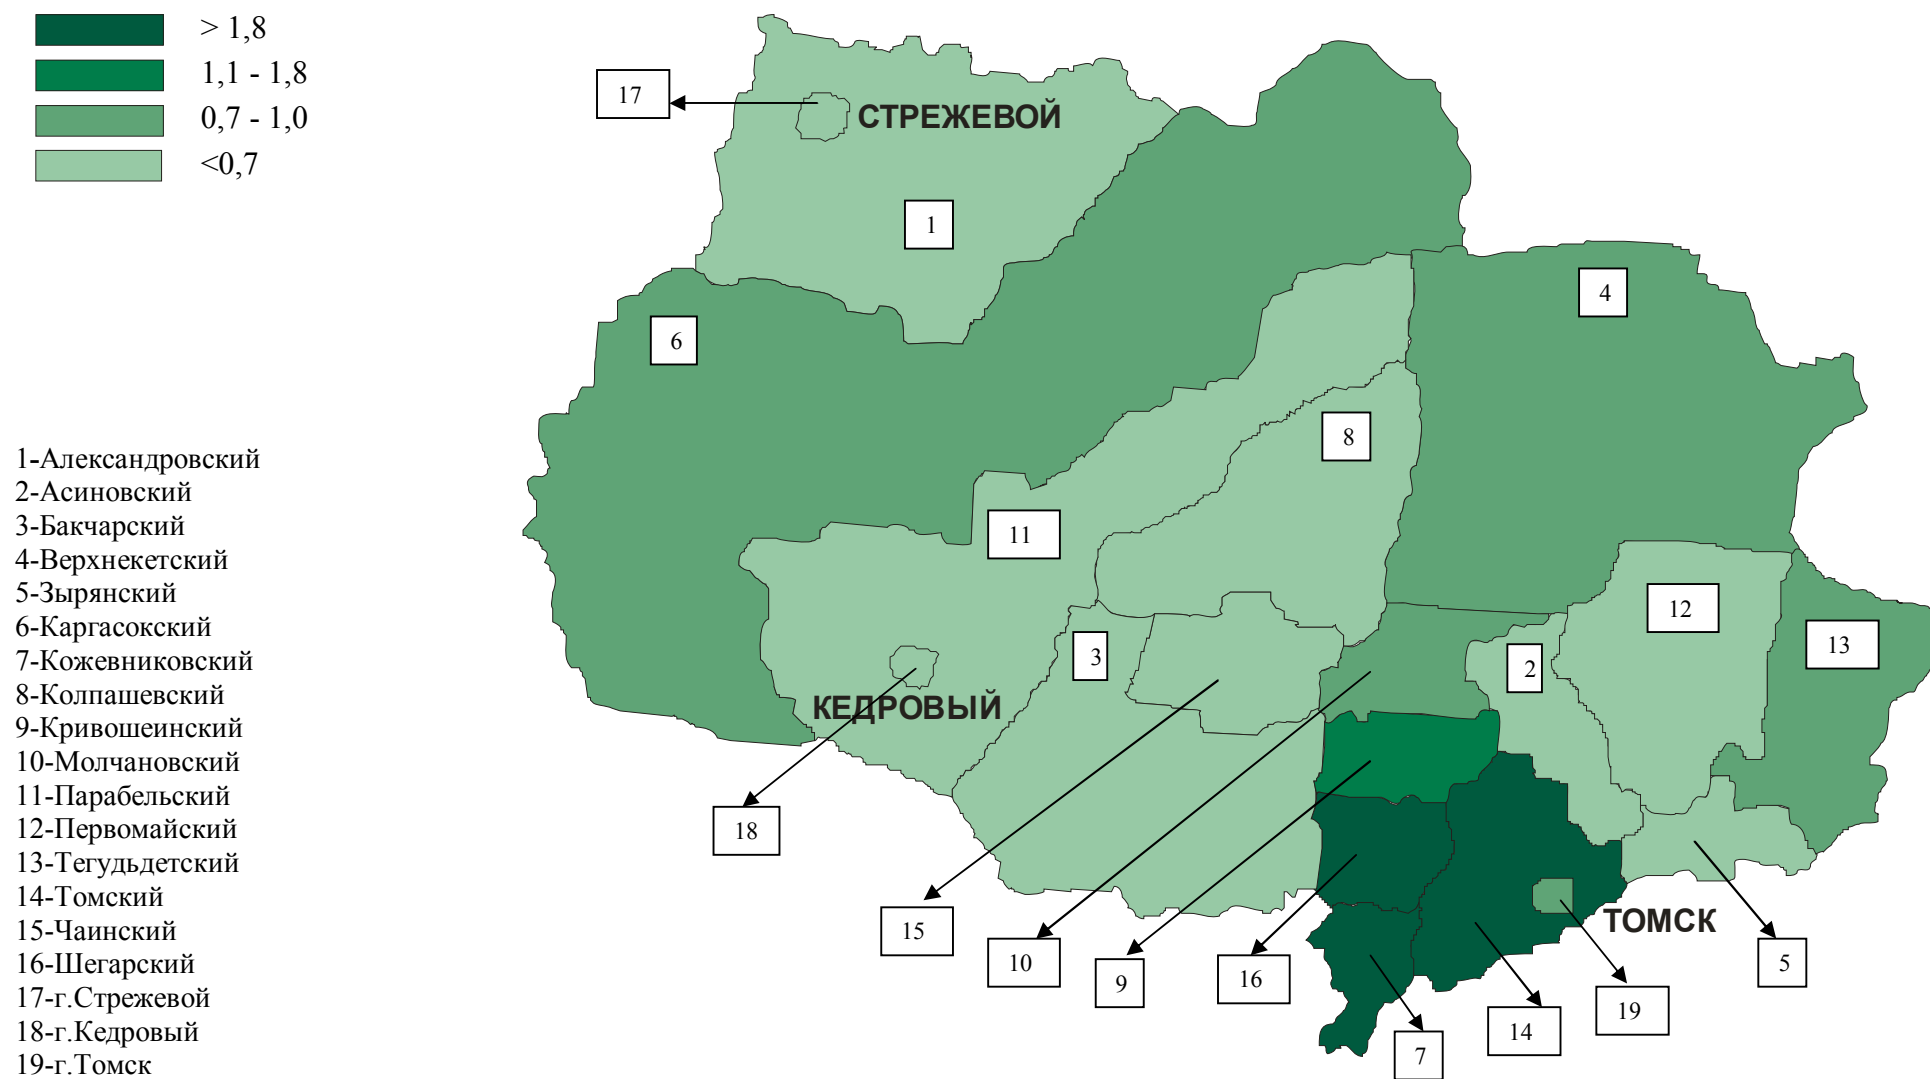 > 1,8
1,1 - 1,8
0,7 - 1,0
<0,7
17
СТРЕЖЕВОЙ
1
4
6
8
11
12
13
3
2
КЕДРОВЫЙ
18
15
10
9
16
ТОМСК
5
19
14
7
1-Александровский
2-Асиновский
3-Бакчарский
4-Верхнекетский
5-Зырянский
6-Каргасокский
7-Кожевниковский
8-Колпашевский
9-Кривошеинский
10-Молчановский
11-Парабельский
12-Первомайский
13-Тегудьдетский
14-Томский
15-Чаинский
16-Шегарский
17-г.Стрежевой
18-г.Кедровый
19-г.Томск